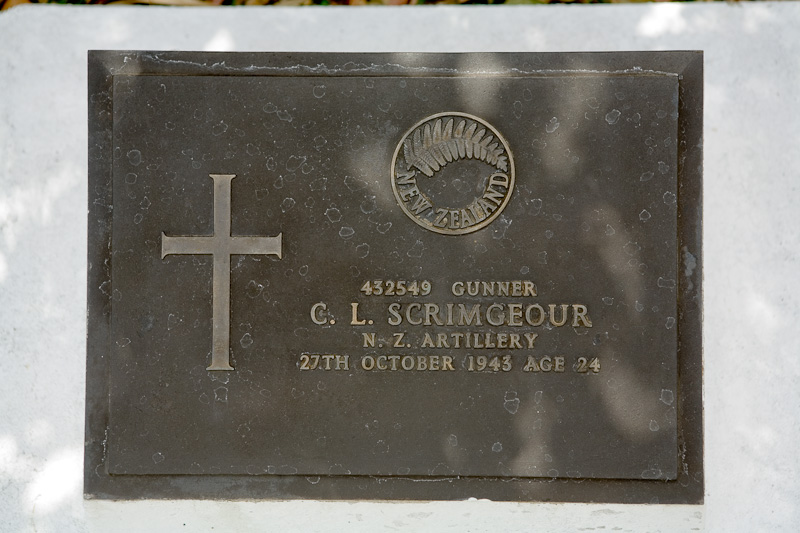 NEW ZEALAND
432549 GUNNER
C. L. SCRIMGEOUR
N. Z. ARTILLERY
27TH OCTOBER 1943 AGE 24